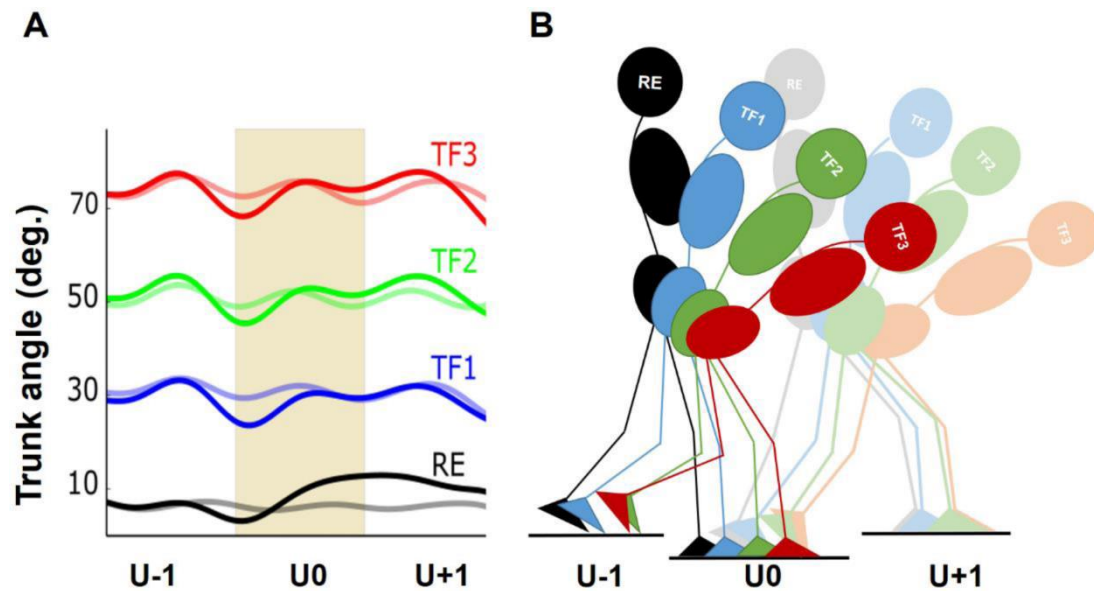 A
Trunk angle (deg.)
70
50
30
10
TF3
TF2
TF1
RE
U-1 U0 U+1
B
RE
RE
TF1
TF1
TF2
TF2
TF3
TF3
U-1 U0 U+1